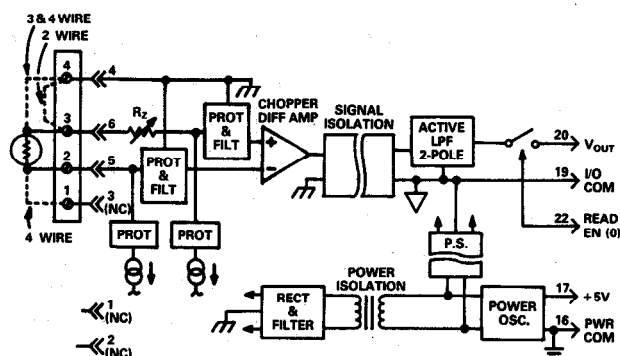 3 & 4 WIRE
2 WIRE
4
4
3
6
RZ
PROT
& FILT
CHOPPER
DIFF AMP
+
−
SIGNAL
ISOLATION
ACTIVE
LPF
2-POLE
20 VOUT
19 I/O
COM
22 READ
EN (0)
2
5
PROT
& FILT
1
3
(NC)
4 WIRE
PROT
PROT
P.S.
POWER
ISOLATION
RECT
&
FILTER
POWER
OSC.
17 +5V
16 PWR
COM
1
(NC)
2
(NC)